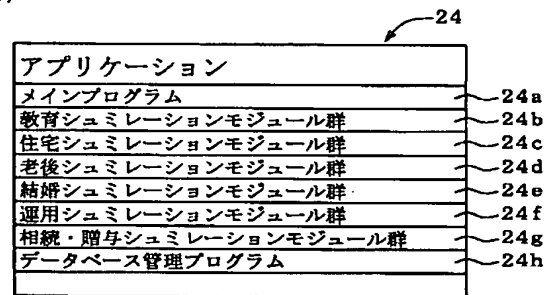 24
アプリケーション
メインプログラム 24a
教育シュミレーションモジュール群 24b
住宅シュミレーションモジュール群 24c
老後シュミレーションモジュール群 24d
結婚シュミレーションモジュール群 24e
運用シュミレーションモジュール群 24f
相続・贈与シュミレーションモジュール群 24g
データベース管理プログラム 24h